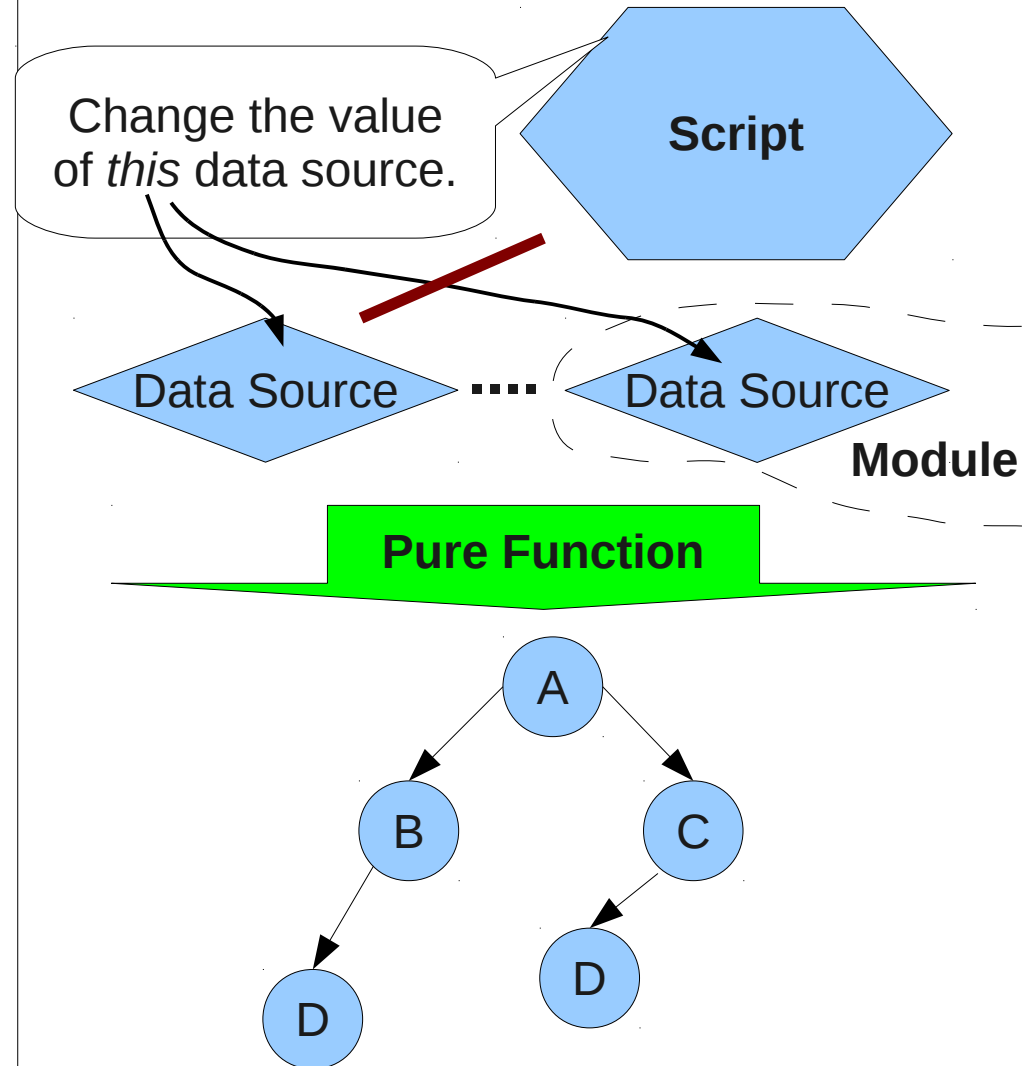 Change the value
of this data source.
Script
Data Source
Data Source
Module
Pure Function
A
B
C
D
D